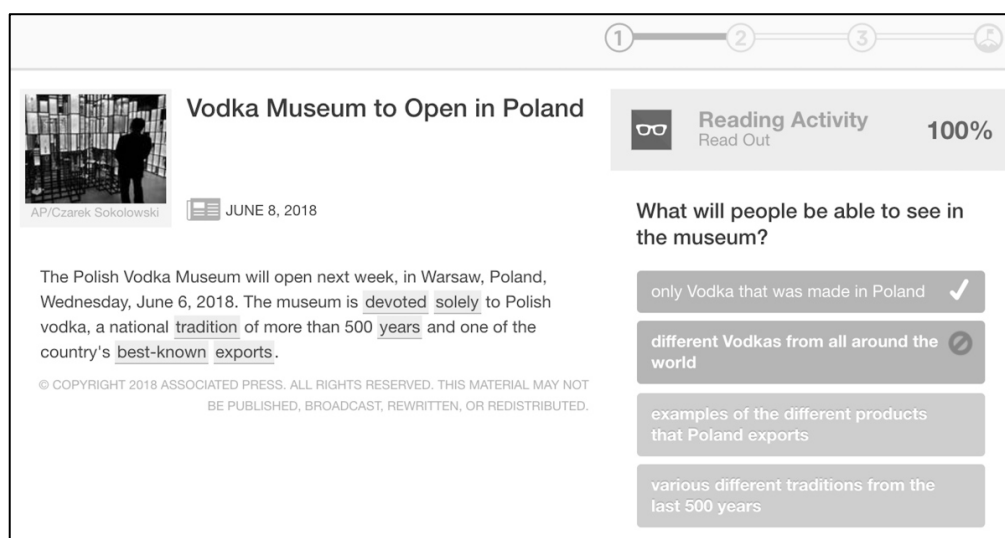 1
2
3
Vodka Museum to Open in Poland
AP/Czarek Sokolowski
JUNE 8, 2018
The Polish Vodka Museum will open next week, in Warsaw, Poland,
Wednesday, June 6, 2018. The museum is devoted solely to Polish
vodka, a national tradition of more than 500 years and one of the
country's best-known exports.
© COPYRIGHT 2018 ASSOCIATED PRESS. ALL RIGHTS RESERVED. THIS MATERIAL MAY NOT
BE PUBLISHED, BROADCAST, REWRITTEN, OR REDISTRIBUTED.
Reading Activity
Read Out
100%
What will people be able to see in
the museum?
only Vodka that was made in Poland
different Vodkas from all around the
world
examples of the different products
that Poland exports
various different traditions from the
last 500 years